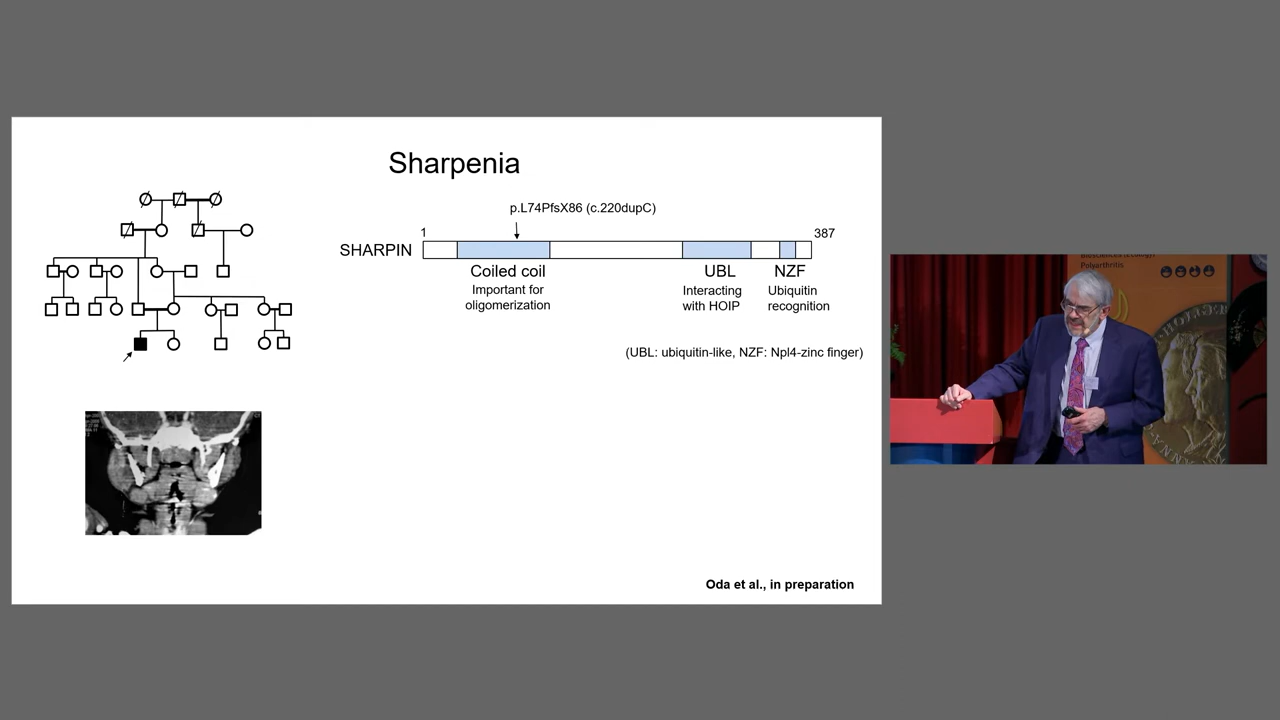 Sharpenia
p.L74PfsX86 (c.220dupC)
1
387
SHARPIN
Coiled coil
Important for
oligomerization
UBL
Interacting
with HOIP
NZF
Ubiquitin
recognition
(UBL: ubiquitin-like, NZF: Npl4-zinc finger)
Oda et al., in preparation
Polyarthritis